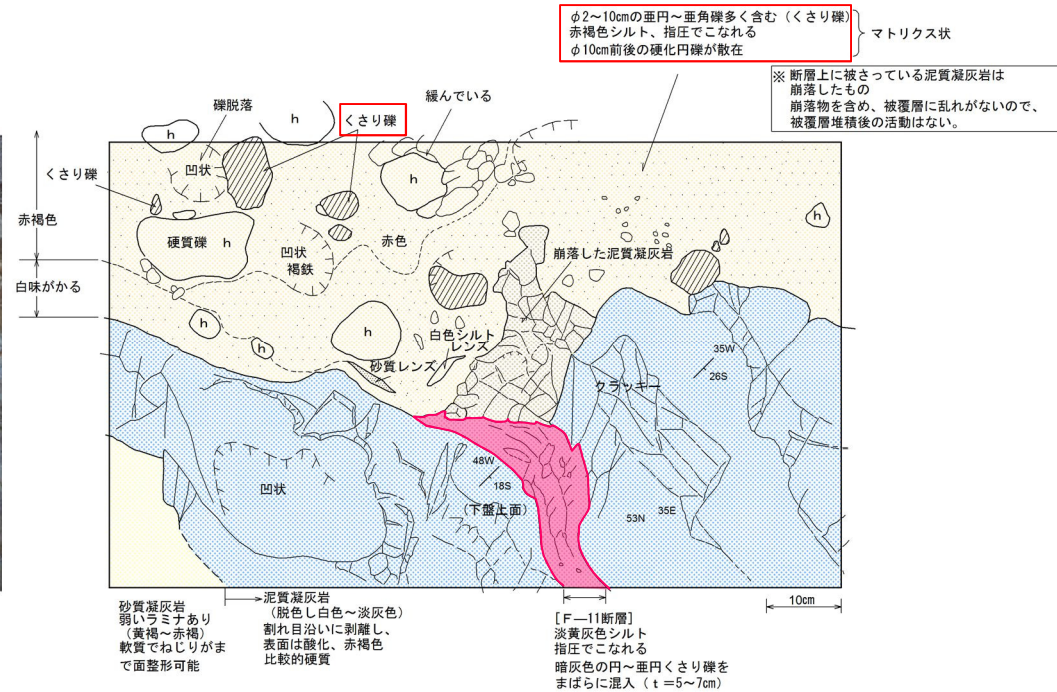 φ2～10cmの亜円～亜角礫多く含む（くさり礫）
赤褐色シルト、指圧でこなれる
φ10cm前後の硬化円礫が散在
マトリクス状
※ 断層上に被さっている泥質凝灰岩は
崩落したもの
崩落物を含め、被覆層に乱れがないので、
被覆層堆積後の活動はない。
礫脱落
h
h
くさり礫
緩んでいる
くさり礫
凹状
h
赤褐色
硬質礫 h
凹状
褐鉄
赤色
崩落した泥質凝灰岩
h
白味がかる
h
h
h
白色シルト
レンズ
砂質レンズ
クラッキー
35W
26S
凹状
48W
18S
（下盤上面）
53N
35E
砂質凝灰岩
弱いラミナあり
（黄褐～赤褐）
軟質でねじりがま
で面整形可能
泥質凝灰岩
（脱色し白色～淡灰色）
割れ目沿いに剥離し、
表面は酸化、赤褐色
比較的硬質
[Ｆ―11断層]
淡黄灰色シルト
指圧でこなれる
暗灰色の円～亜円くさり礫を
まばらに混入（ｔ＝5～7cm）
10cm